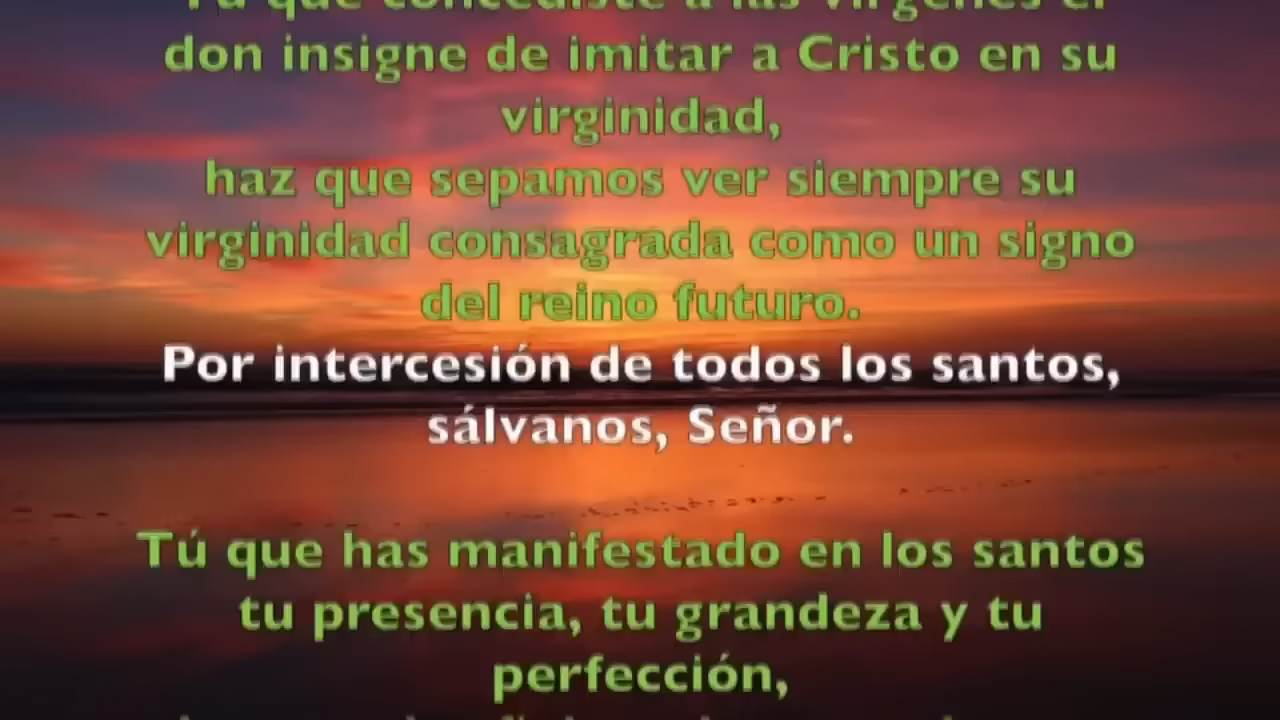 Tú que concediste a las vírgenes el
don insigne de imitar a Cristo en su
virginidad,
haz que sepamos ver siempre su
virginidad consagrada como un signo
del reino futuro.
Por intercesión de todos los santos,
sálvanos, Señor.
Tú que has manifestado en los santos
tu presencia, tu grandeza y tu
perfección,